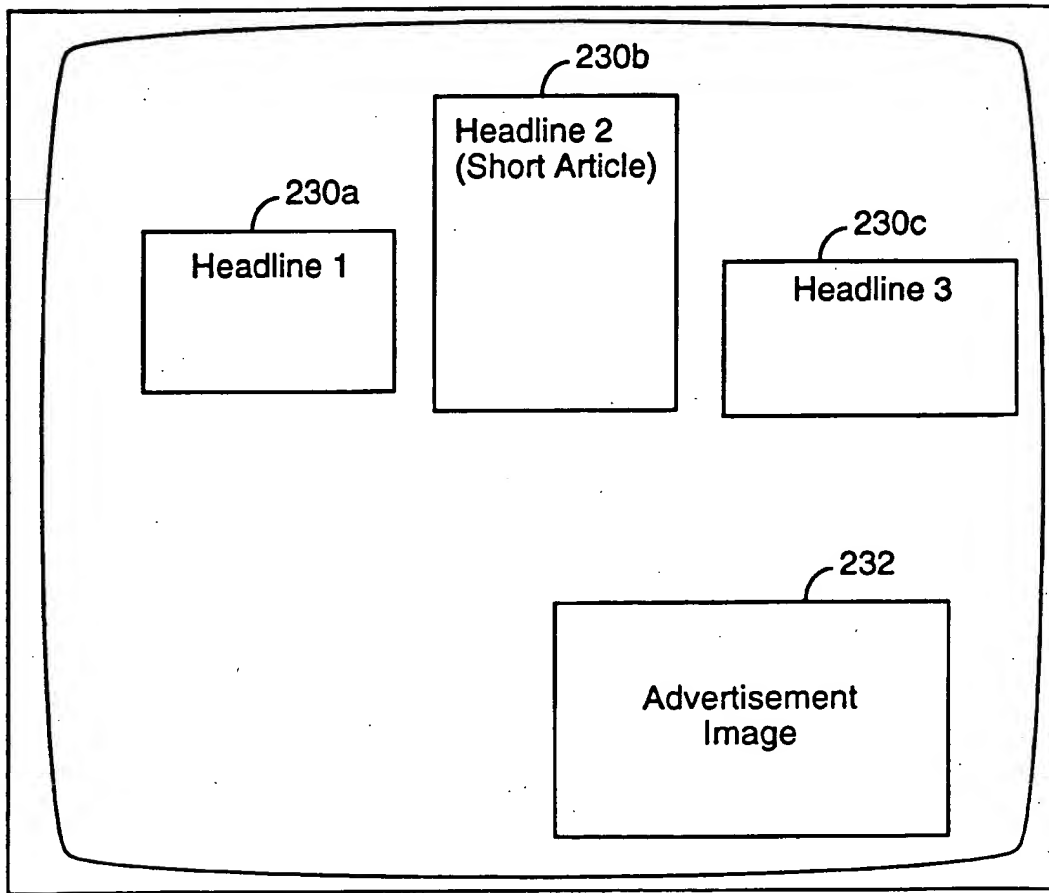 230b
Headline 2
(Short Article)
230a
Headline 1
230c
Headline 3
232
Advertisement
Image